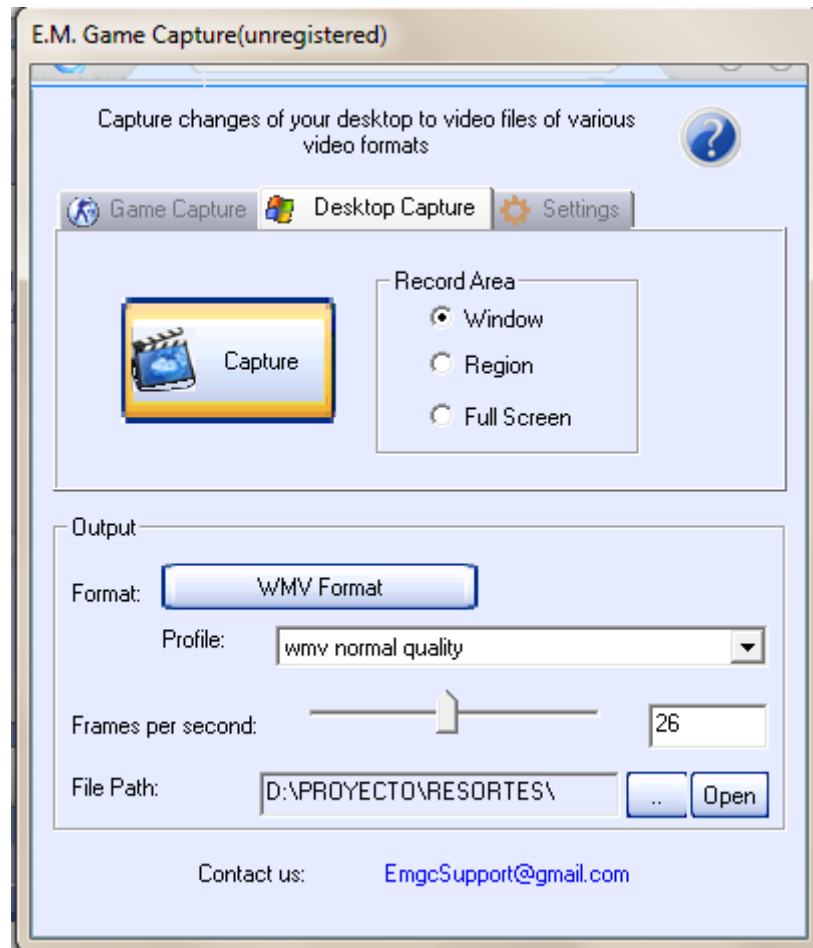 E.M. Game Capture(unregistered)
Capture changes of your desktop to video files of various
video formats
Game Capture Desktop Capture Settings
Record Area
Window
Capture
Region
Full Screen
Output
Format: WMV Format
Profile: wmv normal quality
Frames per second: 26
File Path: D:\PROYECTO\RESORTES\ .. Open
Contact us: EmgcSupport@gmail.com